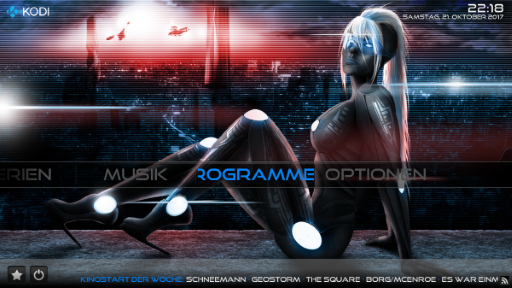 KODI
22:18
SAMSTAG, 21. OKTOBER 2017
ERIEN MUSIK ROGRAMME OPTIONEN
KINOSTART DER WOCHE SCHNEEMANN GEOSTORM THE SQUARE BORG/MCENROE ES WAR EINM